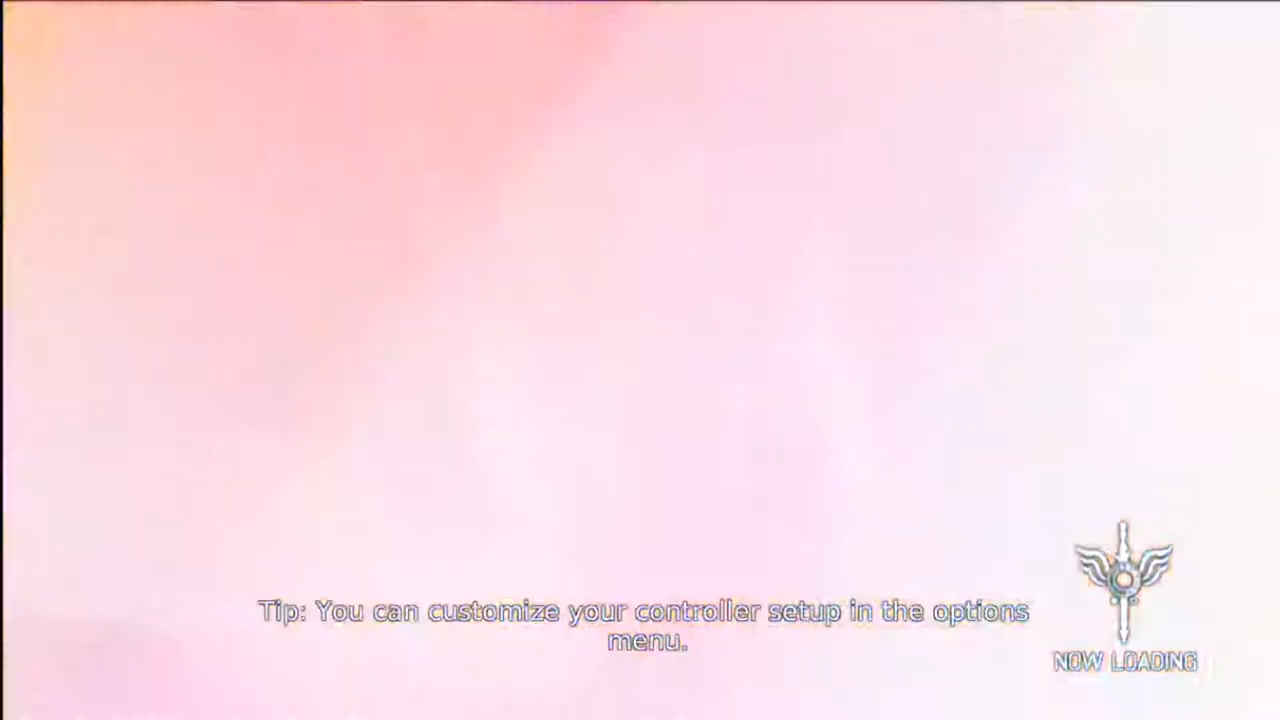 Tip: You can customize your controller setup in the options
menu.
NOW LOADING